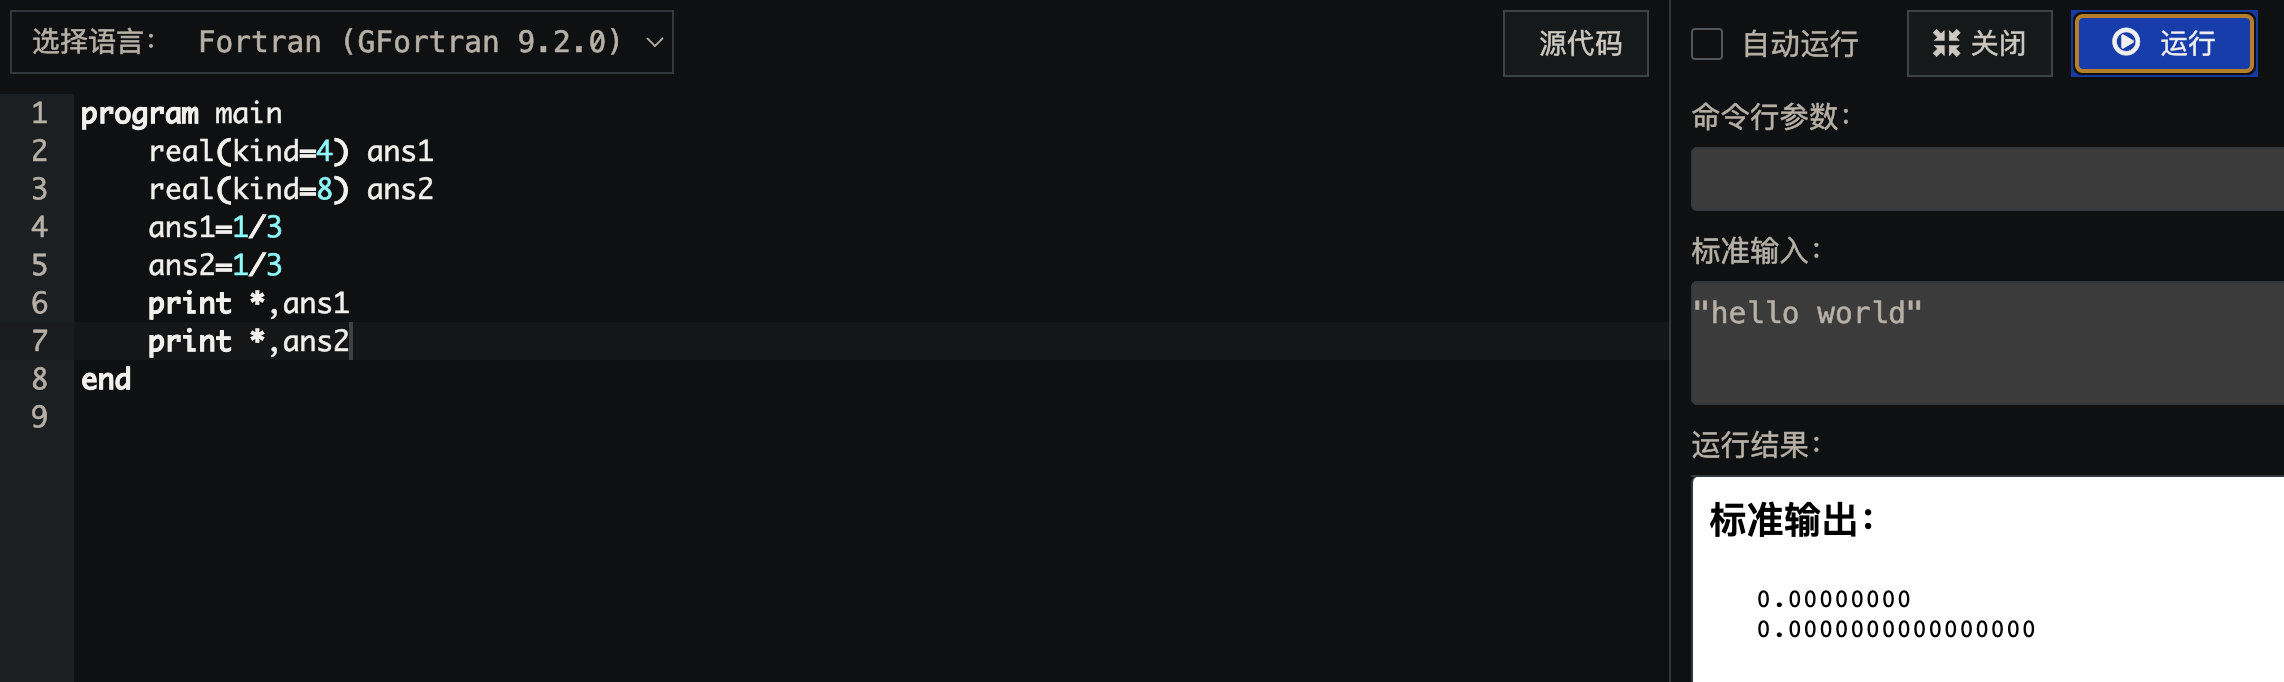 选择语言： Fortran (GFortran 9.2.0)
源代码
自动运行
关闭
运行
1 program main
2 real(kind=4) ans1
3 real(kind=8) ans2
4 ans1=1/3
5 ans2=1/3
6 print *,ans1
7 print *,ans2
8 end
9
命令行参数：
标准输入：
"hello world"
运行结果：
标准输出：
0.00000000
0.0000000000000000